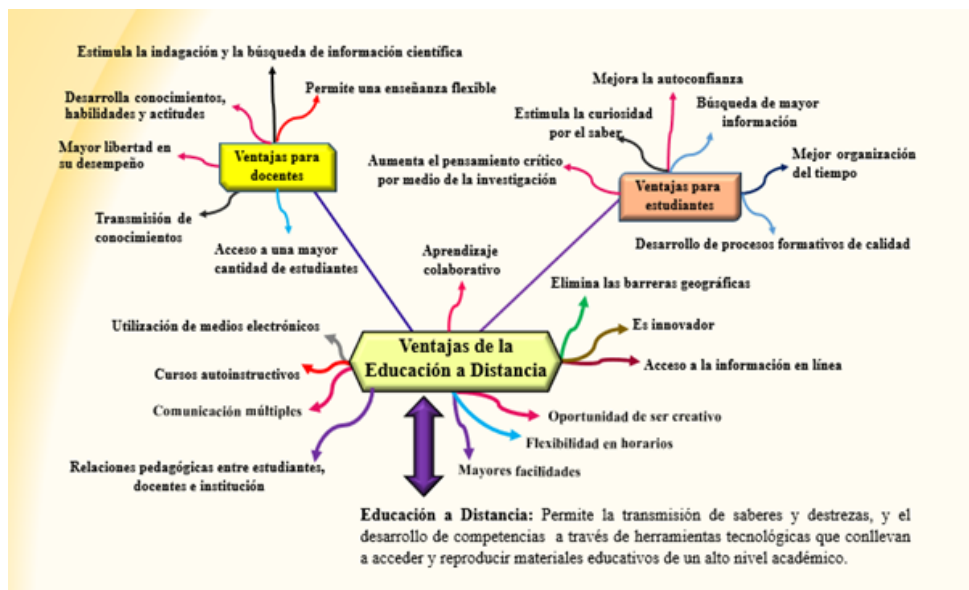 Estimula la indagación y la búsqueda de información científica
Permite una enseñanza flexible
Desarrolla conocimientos,
habilidades y actitudes
Mayor libertad en
su desempeño
Ventajas para
docentes
Transmisión de
conocimientos
Acceso a una mayor
cantidad de estudiantes
Mejora la autoconfianza
Búsqueda de mayor
información
Estimula la curiosidad
por el saber
Aumenta el pensamiento crítico
por medio de la investigación
Mejor organización
del tiempo
Ventajas para
estudiantes
Desarrollo de procesos formativos de calidad
Aprendizaje
colaborativo
Elimina las barreras geográficas
Utilización de medios electrónicos
Es innovador
Ventajas de la
Educación a Distancia
Acceso a la información en línea
Cursos autoinstructivos
Comunicación múltiples
Oportunidad de ser creativo
Flexibilidad en horarios
Relaciones pedagógicas entre estudiantes,
docentes e institución
Mayores facilidades
Educación a Distancia: Permite la transmisión de saberes y destrezas, y el
desarrollo de competencias a través de herramientas tecnológicas que conllevan
a acceder y reproducir materiales educativos de un alto nivel académico.